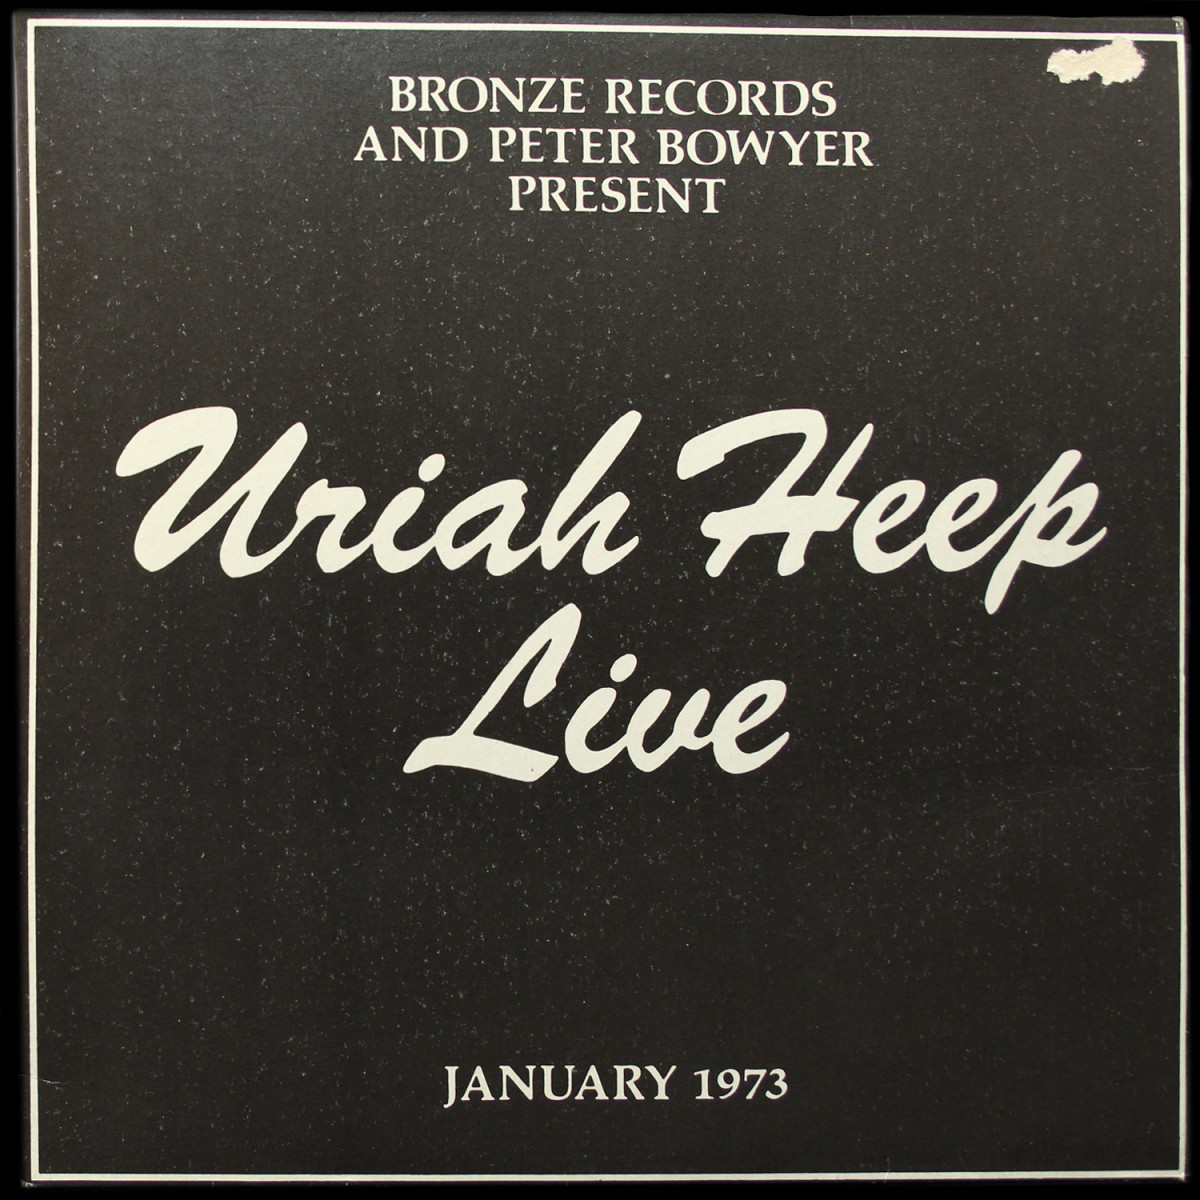 BRONZE RECORDS
AND PETER BOWYER
PRESENT
Uriah Heep
Live
JANUARY 1973